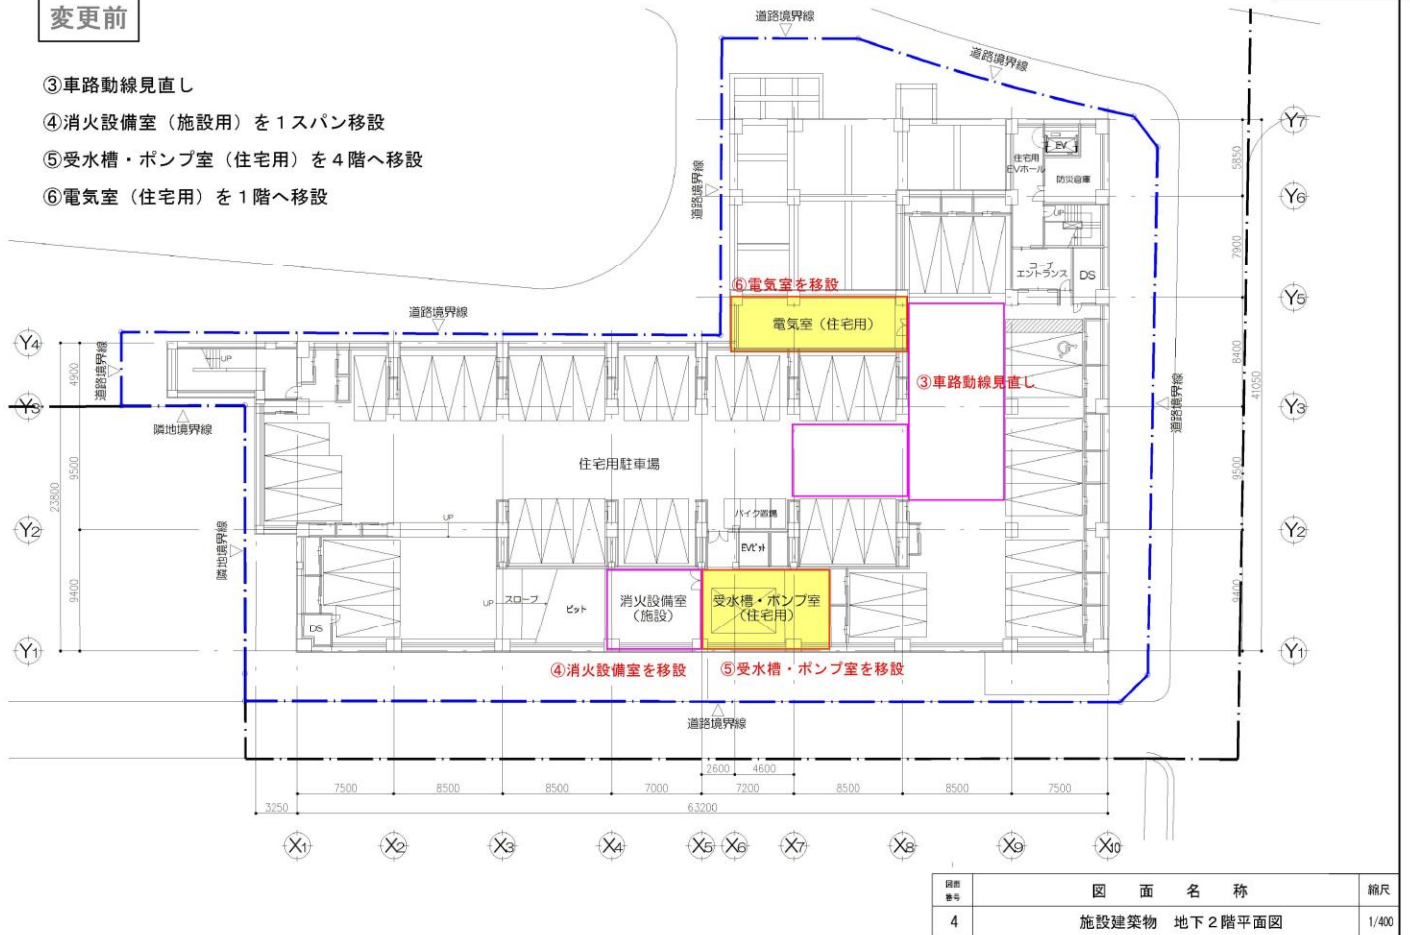 変更前
③車路動線見直し
④消火設備室（施設用）を１スパン移設
⑤受水槽・ポンプ室（住宅用）を４階へ移設
⑥電気室（住宅用）を１階へ移設
道路境界線
道路境界線
道路境界線
住宅用
EVホール
EV
防災倉庫
UP
コープ
エントランス
DS
Y7
5850
Y6
7900
Y5
⑥電気室を移設
電気室（住宅用）
道路境界線
Y4
4900
道路境界線
UP
8400
41050
③車路動線見直し
道路境界線
Y3
Y3
隣地境界線
住宅用駐車場
9500
23800
9500
バイク置場
UP
Y2
Y2
EVピット
隣地境界線
9400
9400
UP
スロープ
ピット
消火設備室
（施設）
受水槽・ポンプ室
（住宅用）
DS
Y1
Y1
④消火設備室を移設
⑤受水槽・ポンプ室を移設
道路境界線
2600
4600
7500
8500
8500
7000
7200
8500
8500
7500
3250
63200
X1
X2
X3
X4
X5
X6
X7
X8
X9
X10
図面番号
図面名称
縮尺
4
施設建築物　地下２階平面図
1/400